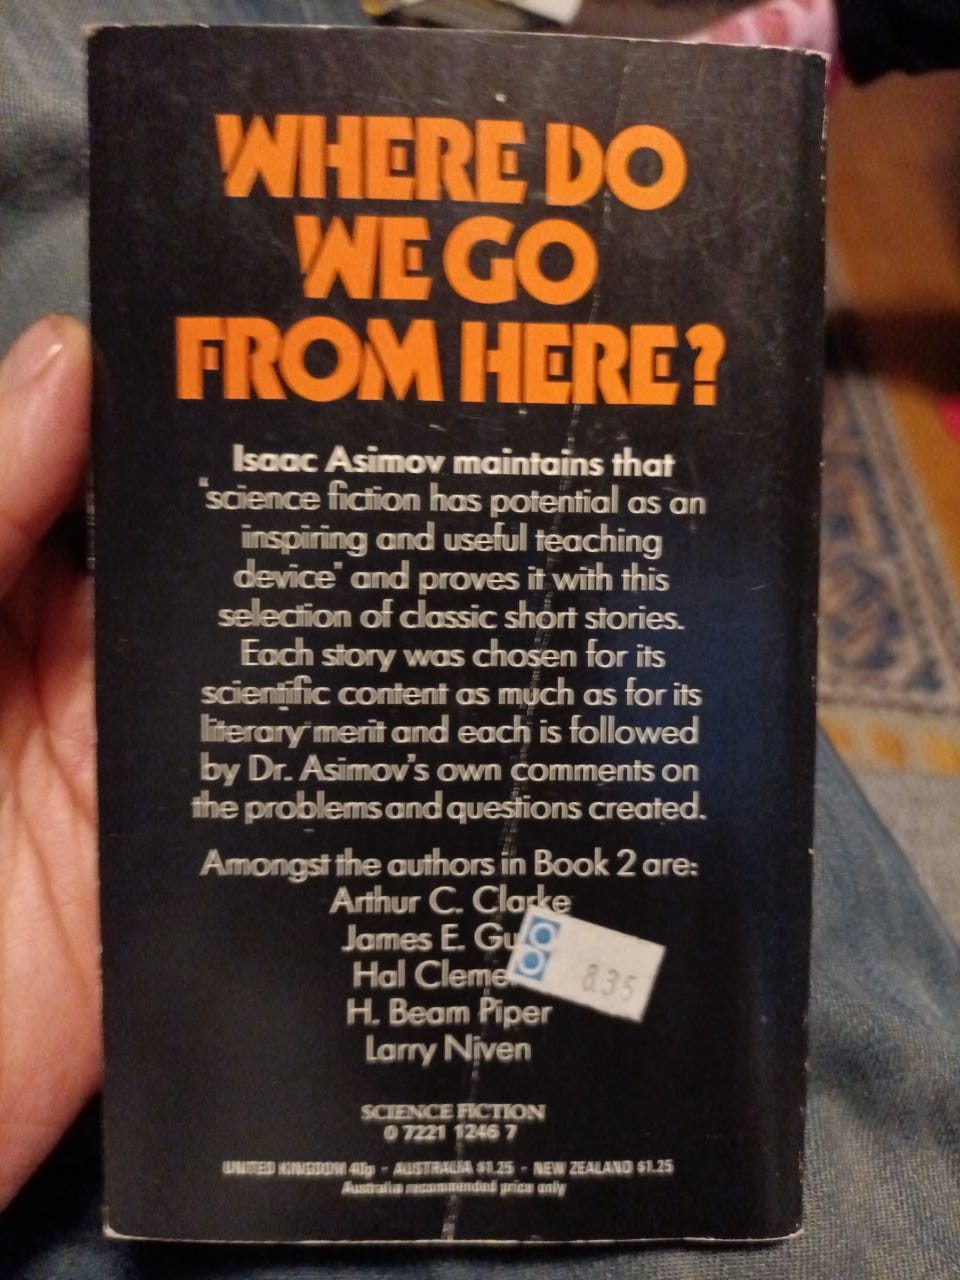 WHERE DO
WE GO
FROM HERE?
Isaac Asimov maintains that
"science fiction has potential as an
inspiring and useful teaching
device" and proves it with this
selection of classic short stories.
Each story was chosen for its
scientific content as much as for its
literary merit and each is followed
by Dr. Asimov's own comments on
the problems and questions created.
Amongst the authors in Book 2 are:
Arthur C. Clarke
James E.
Hal
H. Beam Piper
Larry Niven
8.35
SCIENCE FICTION
0 7221 1246 7
UNITED KINGDOM 40p - AUSTRALIA $1.25 - NEW ZEALAND $1.25
Australia recommended price only